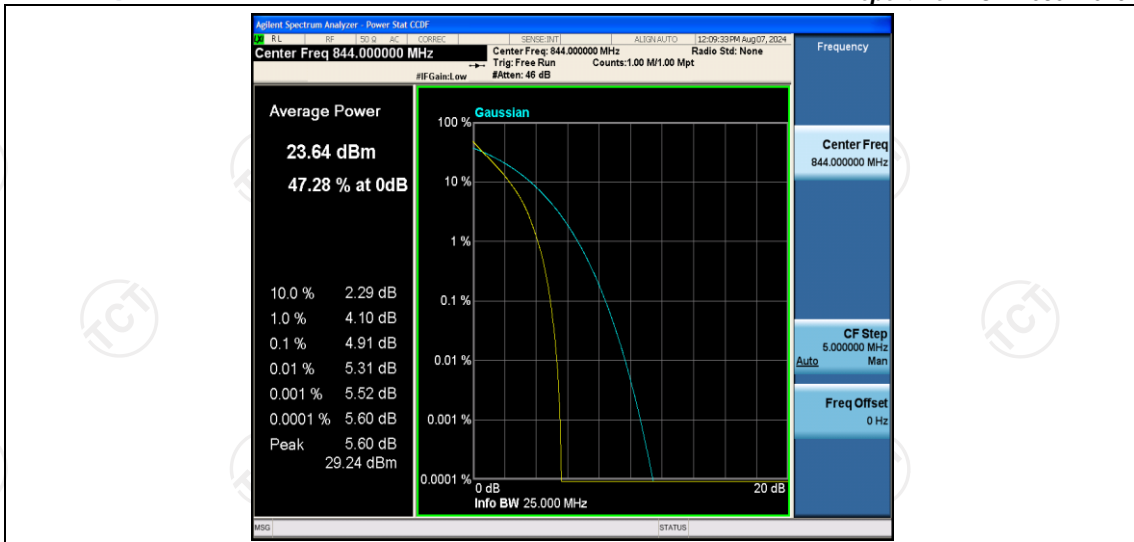 Agilent Spectrum Analyzer - Power Stat CCDF
RL RF 50 Ω AC CORREC SENSE:INT ALIGN AUTO 12:09:33 PM Aug 07, 2024
Center Freq 844.000000 MHz
Center Freq: 844.000000 MHz Radio Std: None
Trig: Free Run Counts:1.00 M/1.00 Mpt
#IFGain:Low #Atten: 46 dB
Frequency
Average Power
23.64 dBm
47.28 % at 0dB
10.0 % 2.29 dB
1.0 % 4.10 dB
0.1 % 4.91 dB
0.01 % 5.31 dB
0.001 % 5.52 dB
0.0001 % 5.60 dB
Peak 5.60 dB
29.24 dBm
Gaussian
100 %
10 %
1 %
0.1 %
0.01 %
0.001 %
0.0001 %
0 dB 20 dB
Info BW 25.000 MHz
Center Freq
844.000000 MHz
CF Step
5.000000 MHz
Auto Man
Freq Offset
0 Hz
MSG STATUS
TCT
TCT